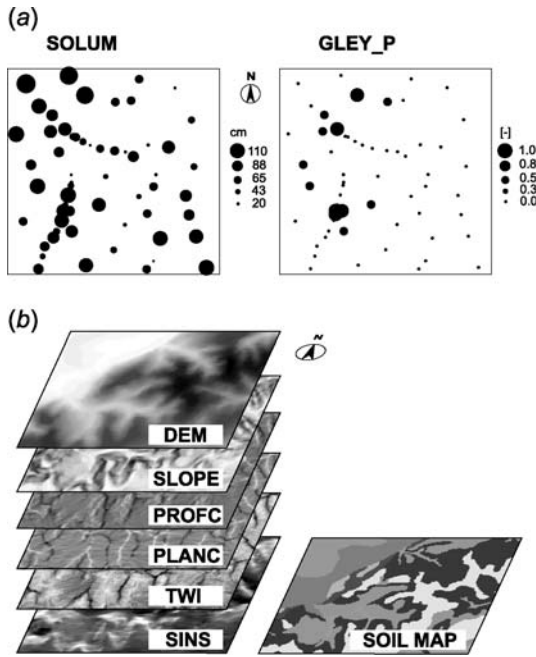 (a)
SOLUM
GLEY_P
N
cm
110
88
65
43
20
[-]
1.0
0.8
0.5
0.3
0.0
(b)
N
DEM
SLOPE
PROFC
PLANC
TWI
SINS
SOIL MAP